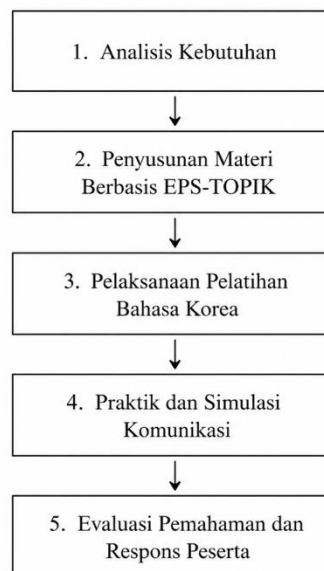 1. Analisis Kebutuhan
2. Penyusunan Materi
Berbasis EPS-TOPIK
3. Pelaksanaan Pelatihan
Bahasa Korea
4. Praktik dan Simulasi
Komunikasi
5. Evaluasi Pemahaman dan
Respons Peserta